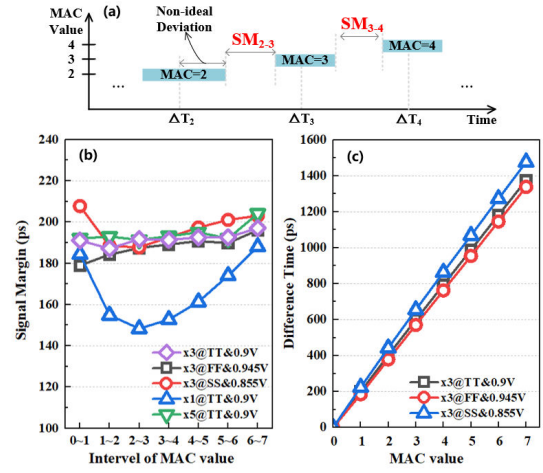 (a)
MAC
Value
Non-ideal
Deviation
SM2-3
SM3-4
4
3
2
MAC=2
MAC=3
MAC=4
...
...
ΔT2
ΔT3
ΔT4
Time
(b)
Signal Margin (ps)
240
220
200
180
160
140
120
100
x3@TT&0.9V
x3@FF&0.945V
x3@SS&0.855V
x1@TT&0.9V
x5@TT&0.9V
0~1 1~2 2~3 3~4 4~5 5~6 6~7
Intervel of MAC value
(c)
Difference Time (ps)
1600
1400
1200
1000
800
600
400
200
0
x3@TT&0.9V
x3@FF&0.945V
x3@SS&0.855V
0 1 2 3 4 5 6 7
MAC value